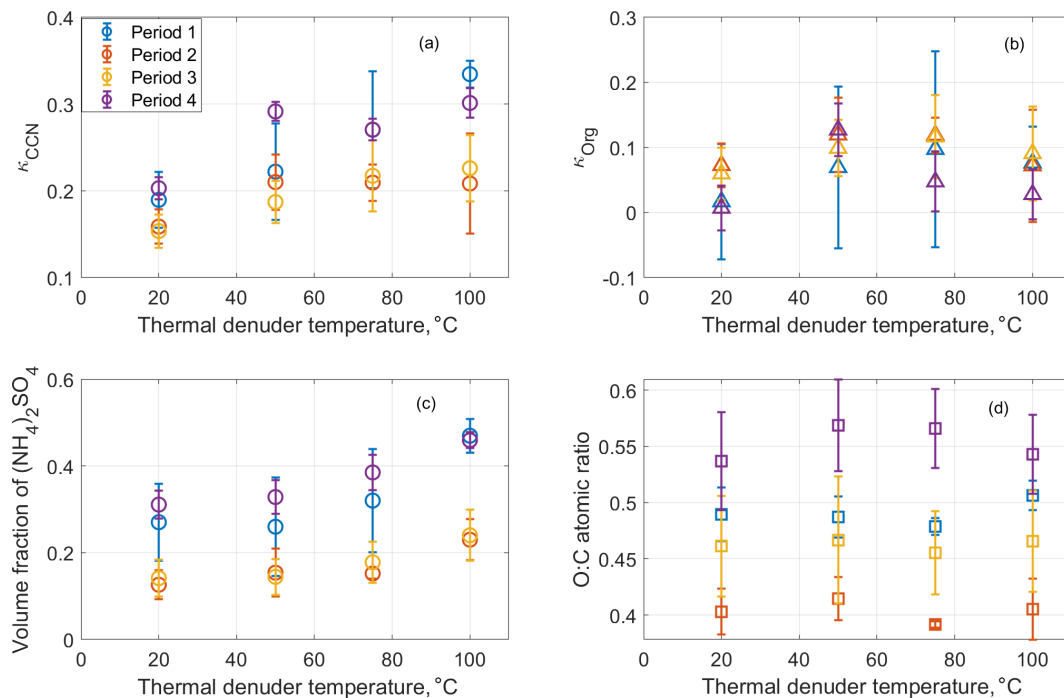 0.4
0.3
0.2
0.1
κCCN
Period 1
Period 2
Period 3
Period 4
(a)
0 20 40 60 80 100
Thermal denuder temperature, °C
0.3
0.2
0.1
0
-0.1
κOrg
(b)
0 20 40 60 80 100
Thermal denuder temperature, °C
0.6
0.4
0.2
0
Volume fraction of (NH4)2SO4
(c)
0 20 40 60 80 100
Thermal denuder temperature, °C
0.6
0.55
0.5
0.45
0.4
O:C atomic ratio
(d)
0 20 40 60 80 100
Thermal denuder temperature, °C